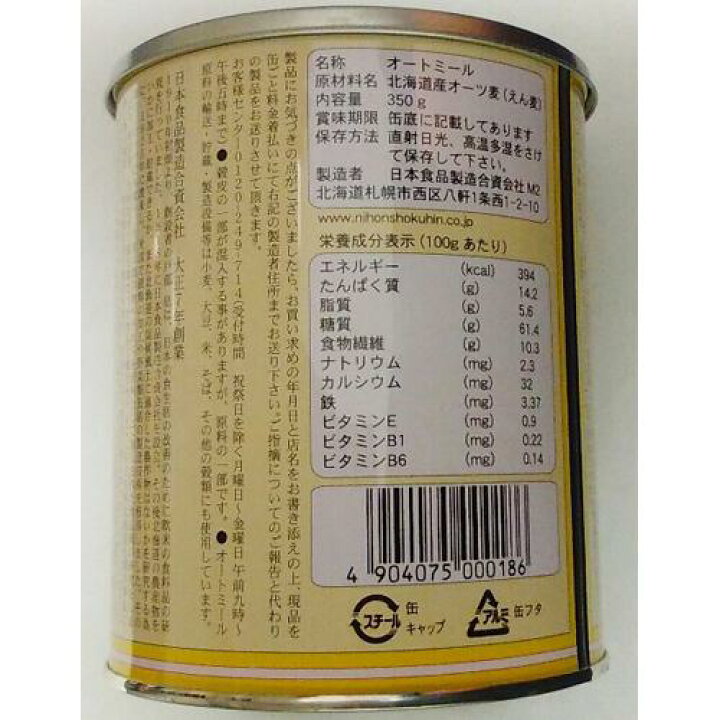 名称 オートミール
原材料名 北海道産オーツ麦(えん麦)
内容量 350g
賞味期限 缶底に記載してあります
保存方法 直射日光、高温多湿をさけ
て保存して下さい。
製造者 日本食品製造合資会社 M2
北海道札幌市西区八軒1条西1-2-10
www.nihonshokuhin.co.jp
栄養成分表示(100gあたり)
エネルギー (kcal) 394
たんぱく質 (g) 14.2
脂質 (g) 5.6
糖質 (g) 61.4
食物繊維 (g) 10.3
ナトリウム (mg) 2.3
カルシウム (mg) 32
鉄 (mg) 3.37
ビタミンE (mg) 0.9
ビタミンB1 (mg) 0.22
ビタミンB6 (mg) 0.14
4 904075 000186
スチール 缶
キャップ
アルミ 缶フタ
製品にお気づきの点がございましたら、お買い求めの年月日と店名をお書き添えの上、現品を
缶ごと料金着払いにて右記の製造者住所までお送り下さい。ご指摘についてのご報告と代わり
の製品をお送りさせて頂きます。
お客様センター0120-249-714(受付時間 祝祭日を除く月曜日〜金曜日 午前九時〜
午後五時まで)●穀皮の一部が混入する事がありますが、原料の一部です。●オートミール
原料の輸送・貯蔵・製造設備等は小麦、大豆、米、そば、その他の穀類にも使用しています。
日本食品製造合資会社 大正7年創業